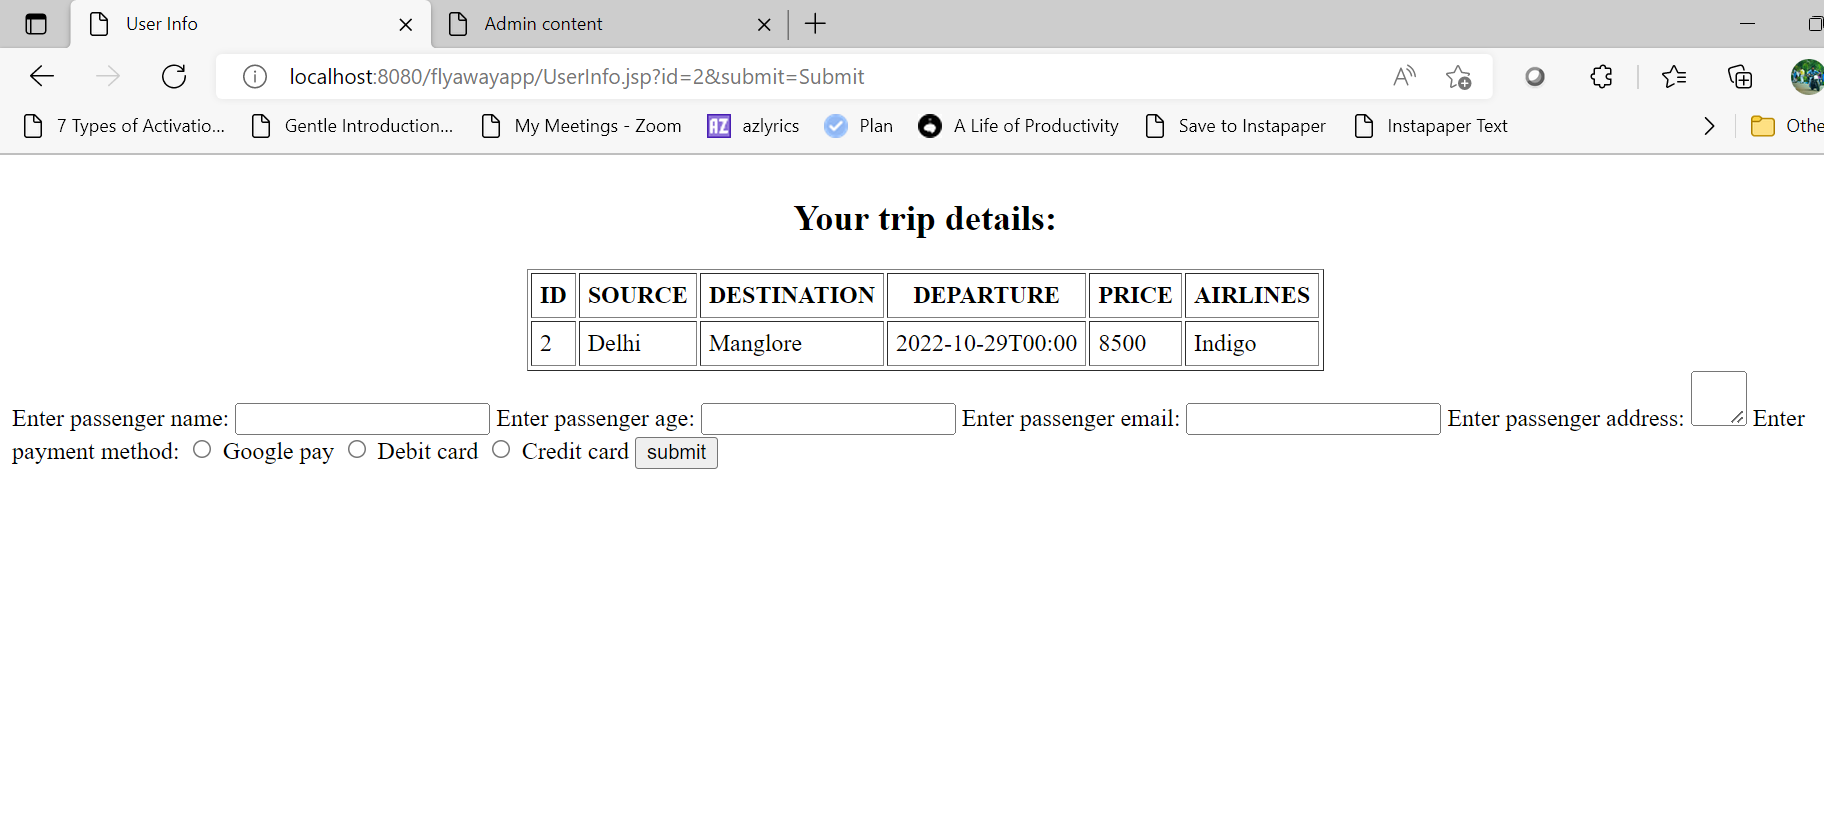 User Info
Admin content
localhost:8080/flyawayapp/UserInfo.jsp?id=2&submit=Submit
7 Types of Activatio... Gentle Introduction... My Meetings - Zoom AZ azlyrics Plan A Life of Productivity Save to Instapaper Instapaper Text Othe
Your trip details:
ID SOURCE DESTINATION DEPARTURE PRICE AIRLINES
2 Delhi Manglore 2022-10-29T00:00 8500 Indigo
Enter passenger name: Enter passenger age: Enter passenger email: Enter passenger address: Enter
payment method: Google pay Debit card Credit card submit